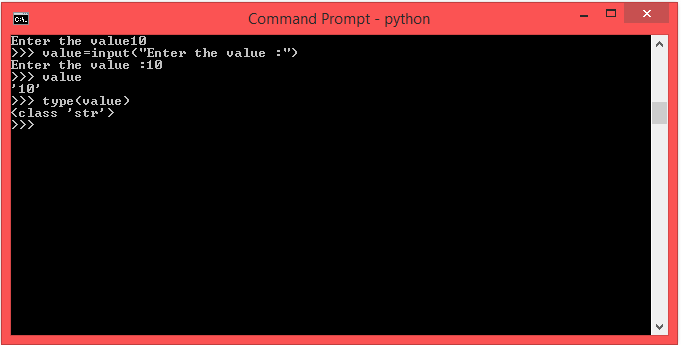 C:\.
Command Prompt - python
Enter the value10
>>> value=input("Enter the value :")
Enter the value :10
>>> value
'10'
>>> type(value)
<class 'str'>
>>>